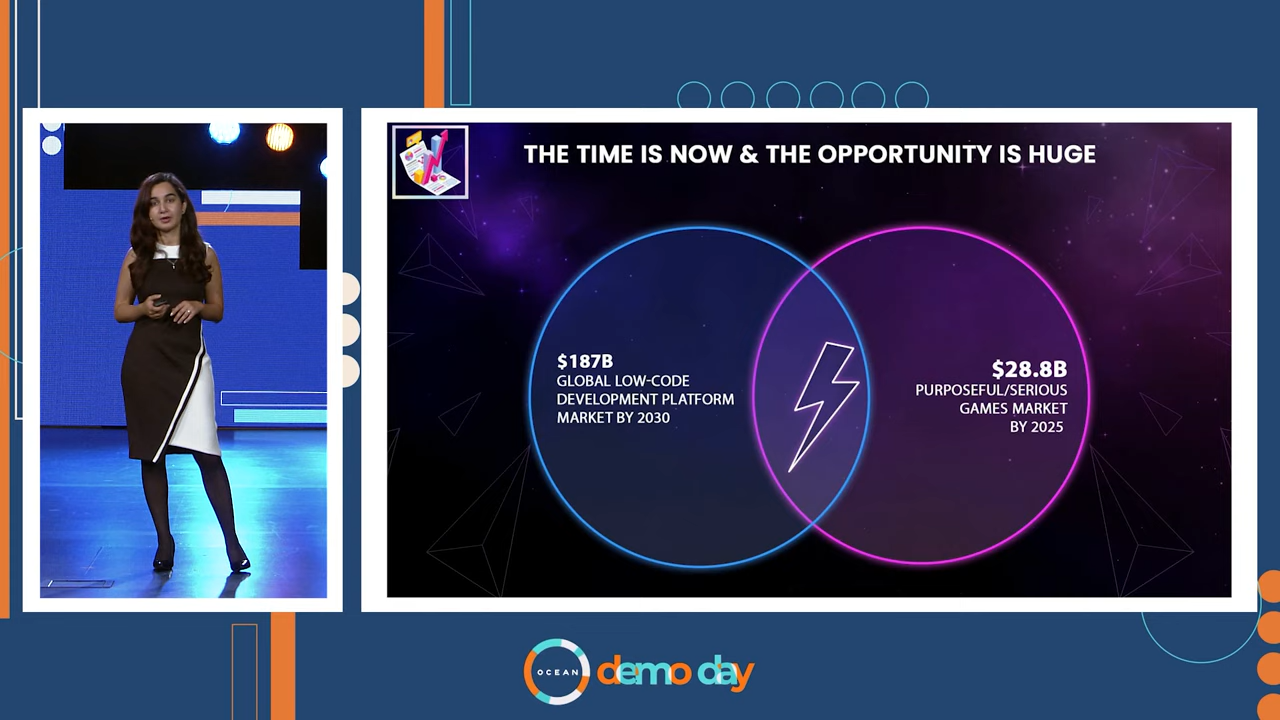 THE TIME IS NOW & THE OPPORTUNITY IS HUGE
$187B
GLOBAL LOW-CODE
DEVELOPMENT PLATFORM
MARKET BY 2030
$28.8B
PURPOSEFUL/SERIOUS
GAMES MARKET
BY 2025
OCEAN
demo day